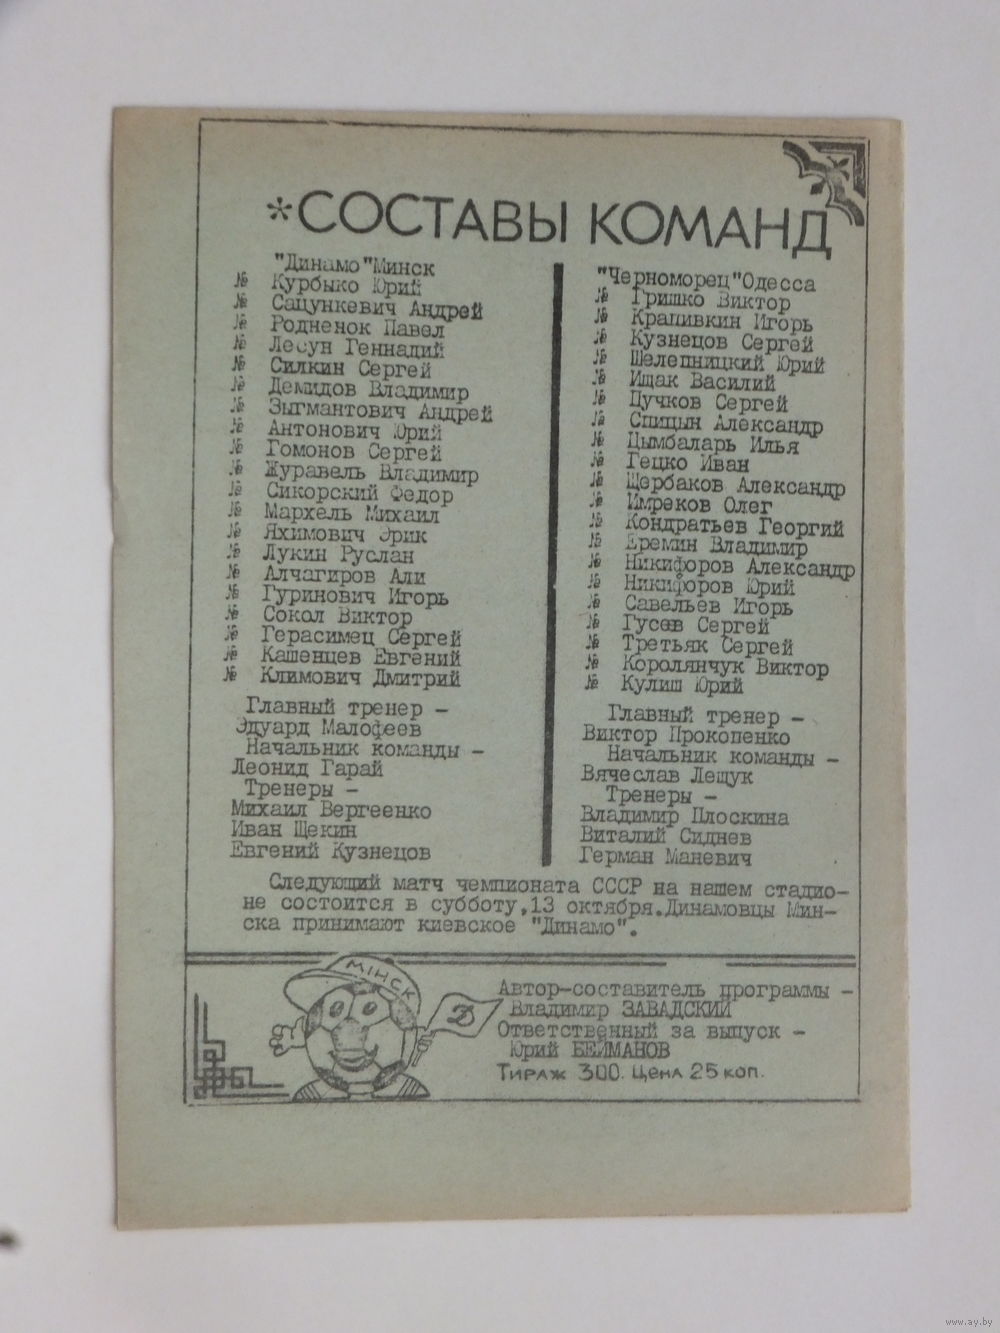 *СОСТАВЫ КОМАНД
"Динамо"Минск
№ Курбыко Юрий
№ Сацункевич Андрей
№ Родненок Павел
№ Лесун Геннадий
№ Силкин Сергей
№ Демидов Владимир
№ Зыгмантович Андрей
№ Антонович Юрий
№ Гомонов Сергей
№ Журавель Владимир
№ Сикорский Федор
№ Мархель Михаил
№ Яхимович Эрик
№ Лукин Руслан
№ Алчагиров Али
№ Гуринович Игорь
№ Сокол Виктор
№ Герасимец Сергей
№ Кашенцев Евгений
№ Климович Дмитрий
Главный тренер –
Эдуард Малофеев
Начальник команды –
Леонид Гарай
Тренеры –
Михаил Вергеенко
Иван Щекин
Евгений Кузнецов
"Черноморец"Одесса
№ Гришко Виктор
№ Крапивкин Игорь
№ Кузнецов Сергей
№ Шелепницкий Юрий
№ Ищак Василий
№ Пучков Сергей
№ Спицын Александр
№ Цымбаларь Илья
№ Гецко Иван
№ Щербаков Александр
№ Имреков Олег
№ Кондратьев Георгий
№ Еремин Владимир
№ Никифоров Александр
№ Никифоров Юрий
№ Савельев Игорь
№ Гусев Сергей
№ Третьяк Сергей
№ Королянчук Виктор
№ Кулиш Юрий
Главный тренер –
Виктор Прокопенко
Начальник команды –
Вячеслав Лещук
Тренеры –
Владимир Плоскина
Виталий Сиднев
Герман Маневич
Следующий матч чемпионата СССР на нашем стадио-
не состоится в субботу,13 октября.Динамовцы Мин-
ска принимают киевское "Динамо".
МІНСК
Д
Автор-составитель программы –
Владимир ЗАВАДСКИЙ
Ответственный за выпуск –
Юрий БЕЙМАНОВ
Тираж 300. Цена 25 коп.
www.ay.by